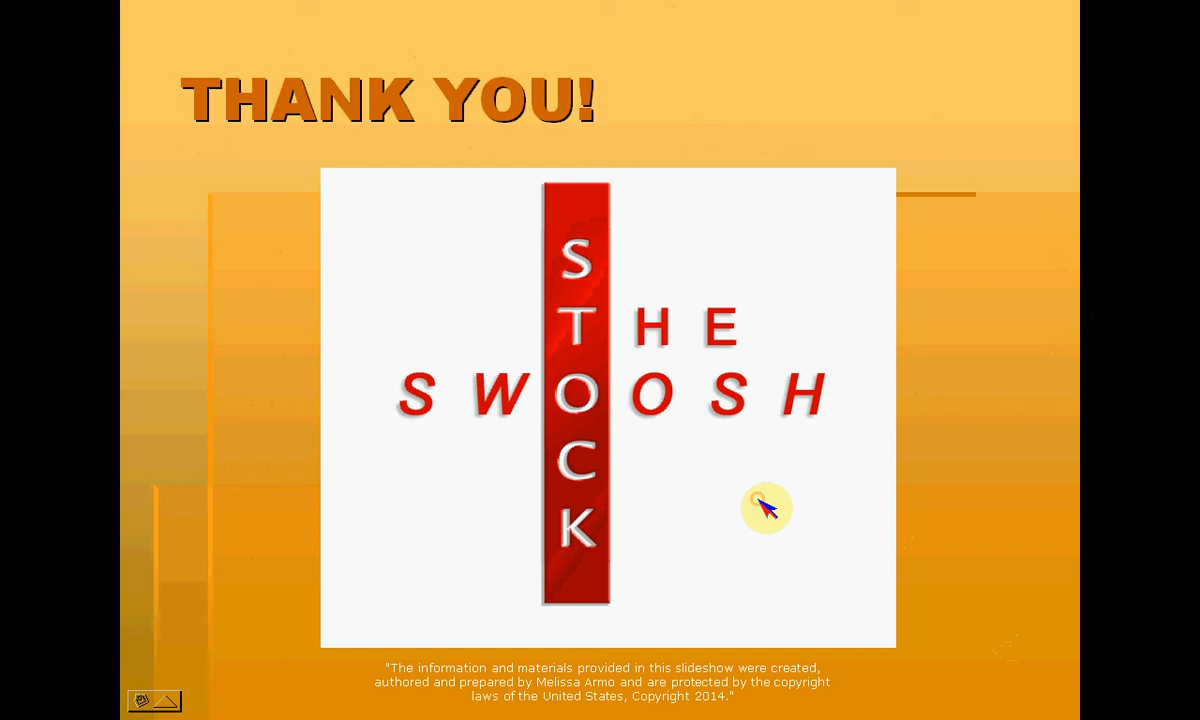 THANK YOU!
STOCK
THE
SWOOSH
"The information and materials provided in this slideshow were created,
authored and prepared by Melissa Armo and are protected by the copyright
laws of the United States, Copyright 2014."